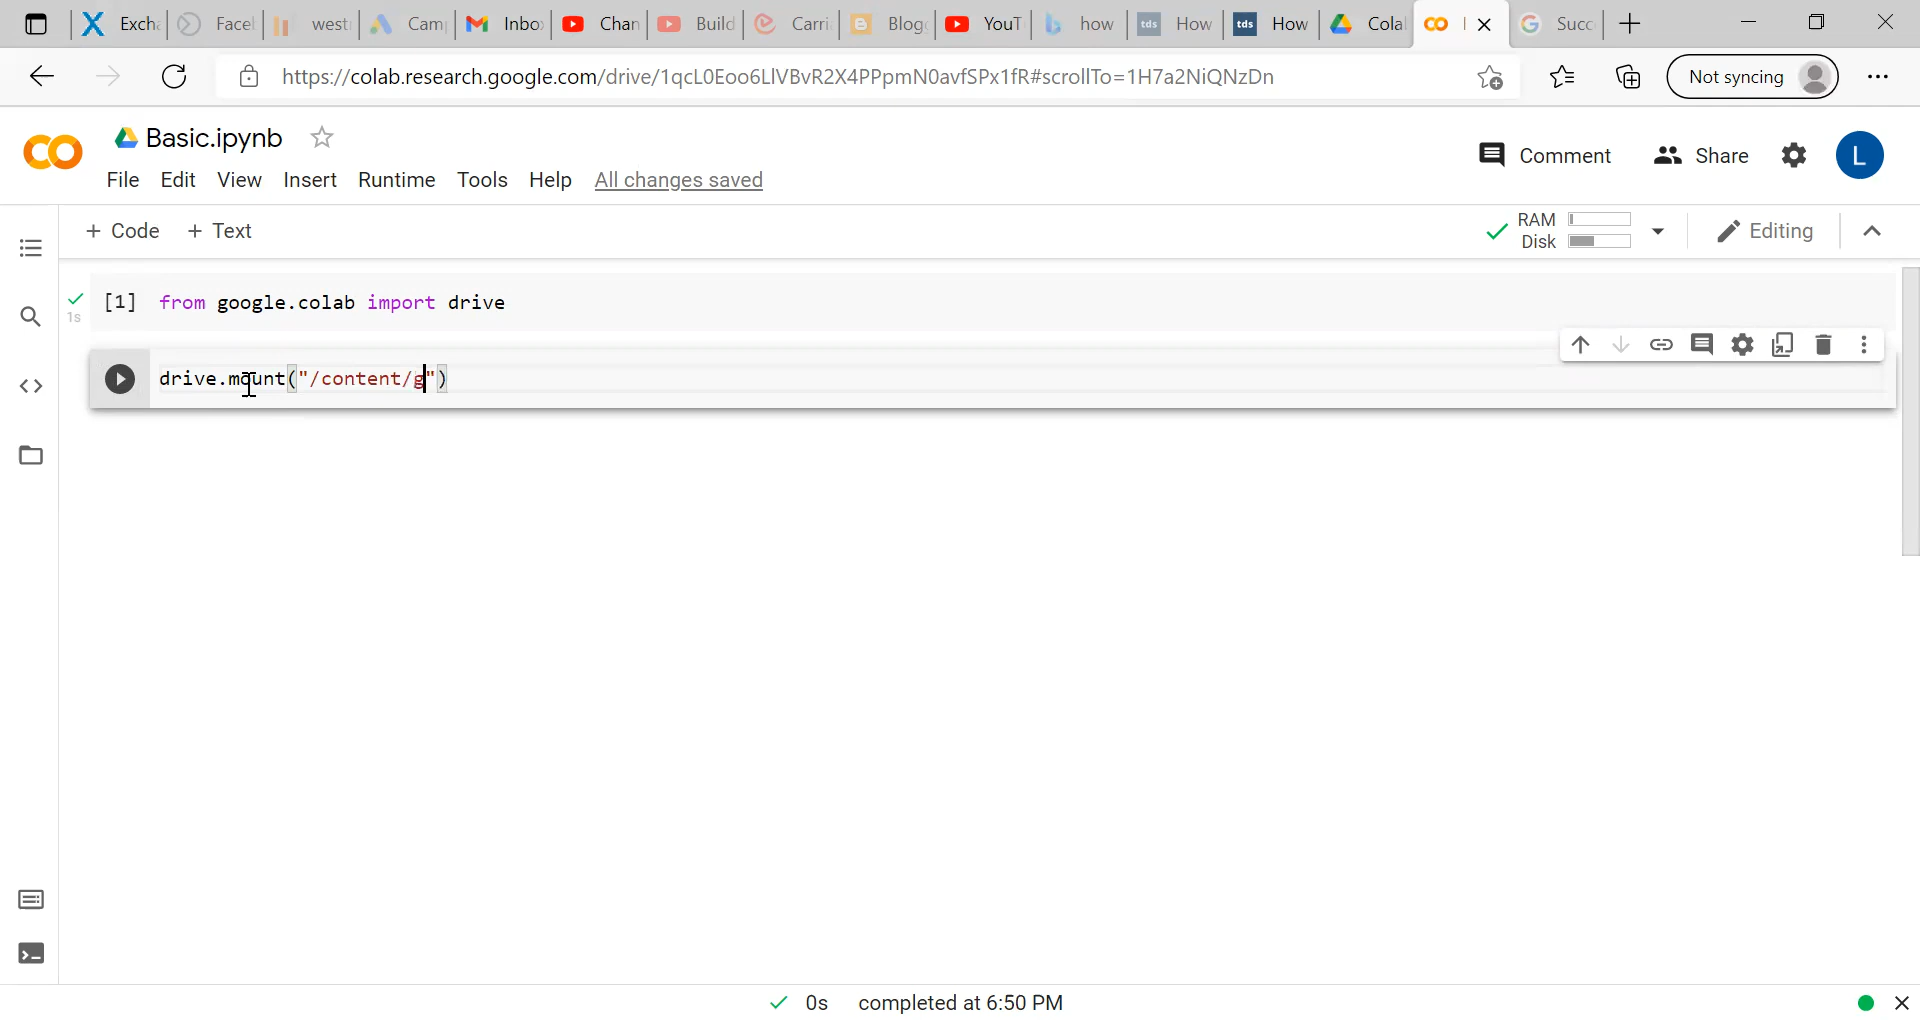 Exch
Face
west
Cam
Inbo
Chan
Build
Carri
Blog
YouT
how
tds
How
tds
How
Cola
Succ
https://colab.research.google.com/drive/1qcL0Eoo6LlVBvR2X4PPpmN0avfSPx1fR#scrollTo=1H7a2NiQNzDn
Not syncing
Basic.ipynb
File Edit View Insert Runtime Tools Help All changes saved
Comment
Share
L
+ Code + Text
RAM
Disk
Editing
[1] from google.colab import drive
1s
drive.mount("/content/g")
0s completed at 6:50 PM